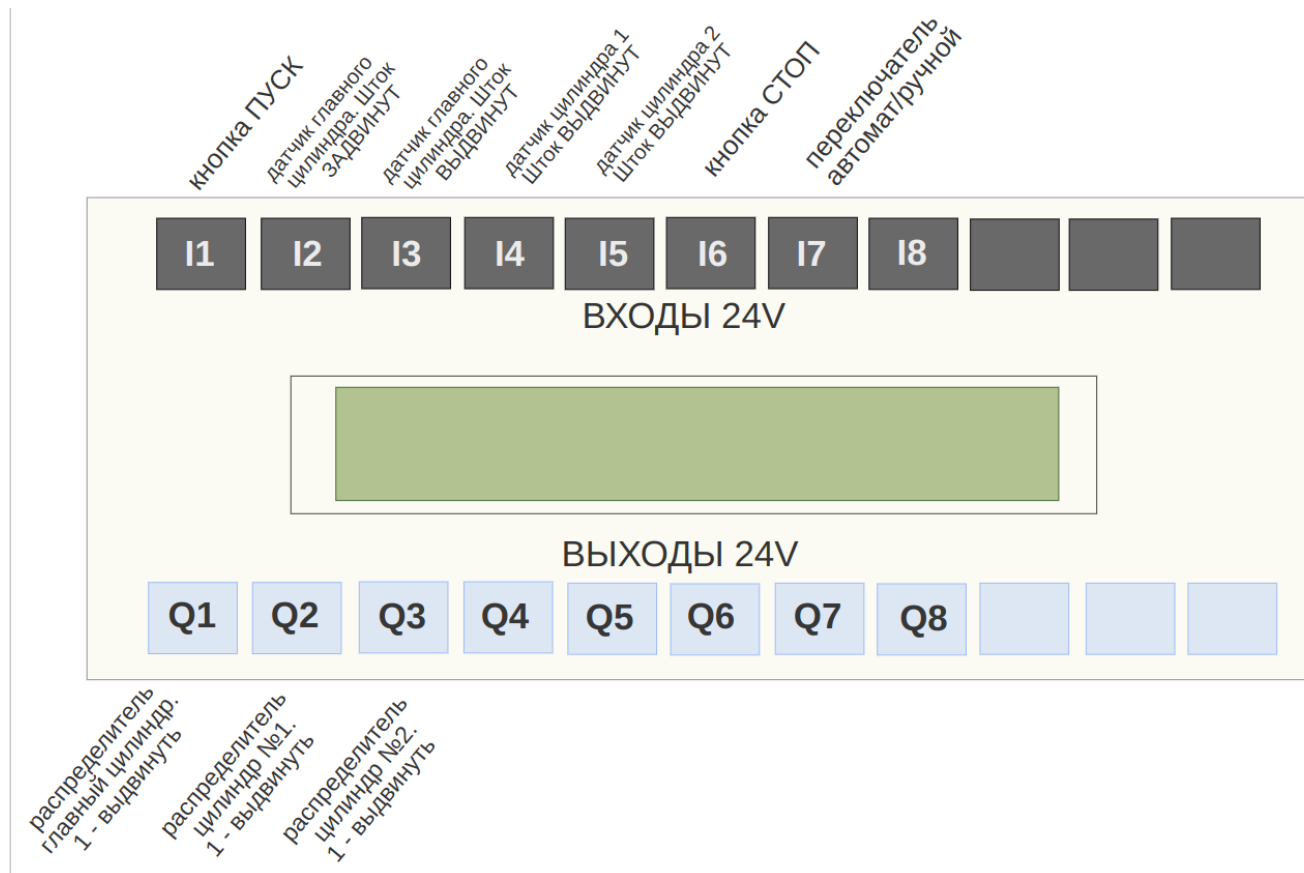 кнопка ПУСК
датчик главного
цилиндра. Шток
ЗАДВИНУТ
датчик главного
цилиндра. Шток
ВЫДВИНУТ
датчик цилиндра 1
Шток ВЫДВИНУТ
датчик цилиндра 2
Шток ВЫДВИНУТ
кнопка СТОП
переключатель
автомат/ручной
I1 I2 I3 I4 I5 I6 I7 I8
ВХОДЫ 24V
ВЫХОДЫ 24V
Q1 Q2 Q3 Q4 Q5 Q6 Q7 Q8
распределитель
главный цилиндр.
1 - выдвинуть
распределитель
цилиндр №1.
1 - выдвинуть
распределитель
цилиндр №2.
1 - выдвинуть